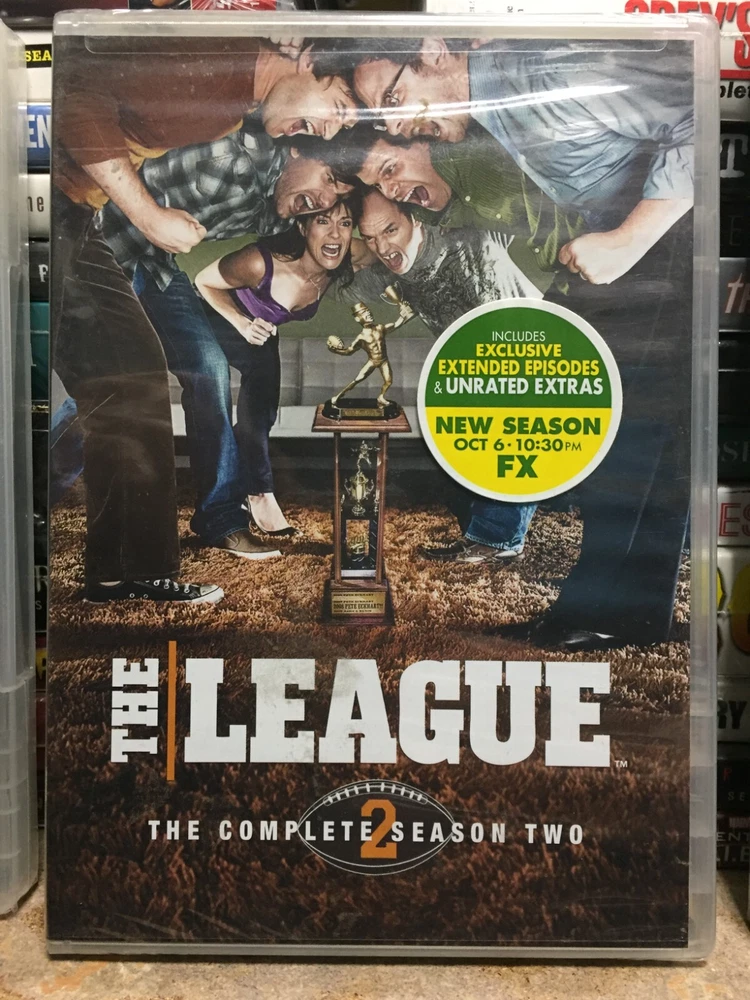 INCLUDES
EXCLUSIVE
EXTENDED EPISODES
& UNRATED EXTRAS
NEW SEASON
OCT 6 • 10:30PM
FX
THE LEAGUE™
THE COMPLETE SEASON TWO
2